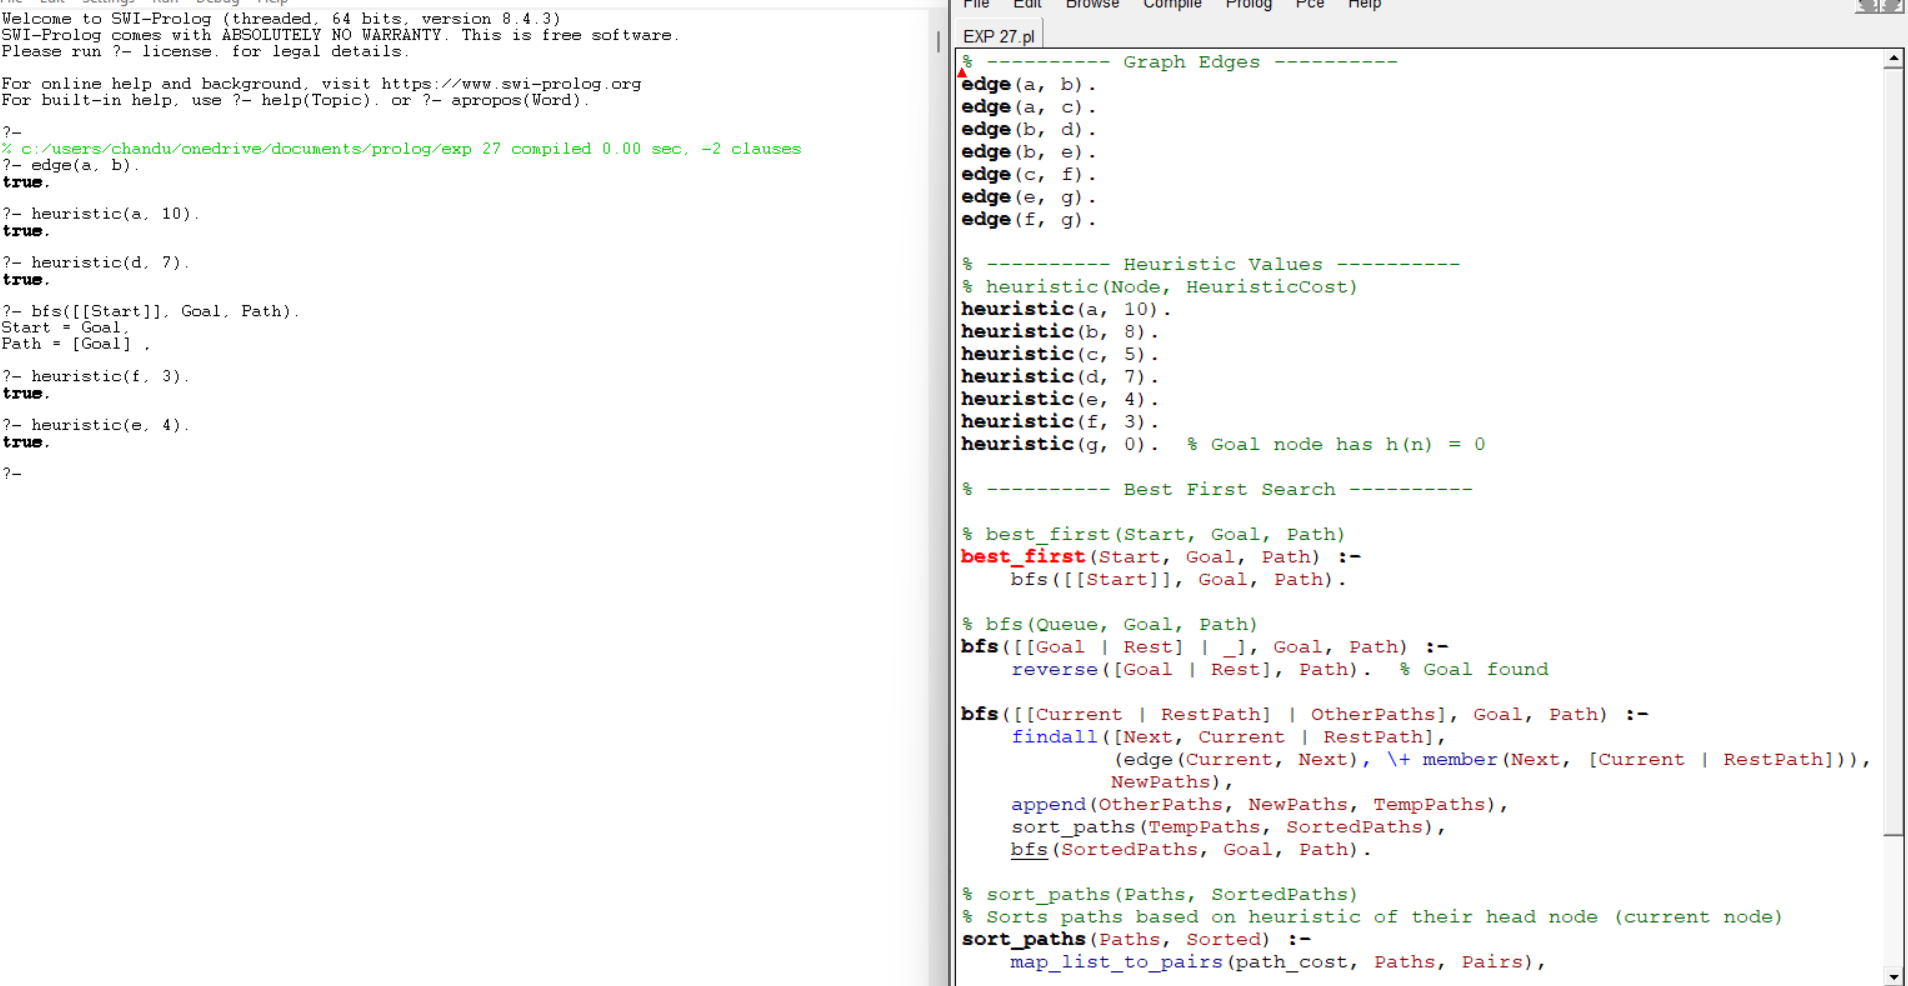 File Edit Settings Run Debug Help
Welcome to SWI-Prolog (threaded, 64 bits, version 8.4.3)
SWI-Prolog comes with ABSOLUTELY NO WARRANTY. This is free software.
Please run ?- license. for legal details.

For online help and background, visit https://www.swi-prolog.org
For built-in help, use ?- help(Topic). or ?- apropos(Word).

?-
% c:/users/chandu/onedrive/documents/prolog/exp 27 compiled 0.00 sec, -2 clauses
?- edge(a, b).
true.

?- heuristic(a, 10).
true.

?- heuristic(d, 7).
true.

?- bfs([[Start]], Goal, Path).
Start = Goal,
Path = [Goal] .

?- heuristic(f, 3).
true.

?- heuristic(e, 4).
true.

?-
File Edit Browse Compile Prolog Pce Help
EXP 27.pl
% ---------- Graph Edges ----------
edge(a, b).
edge(a, c).
edge(b, d).
edge(b, e).
edge(c, f).
edge(e, g).
edge(f, g).

% ---------- Heuristic Values ----------
% heuristic(Node, HeuristicCost)
heuristic(a, 10).
heuristic(b, 8).
heuristic(c, 5).
heuristic(d, 7).
heuristic(e, 4).
heuristic(f, 3).
heuristic(g, 0).  % Goal node has h(n) = 0

% ---------- Best First Search ----------

% best_first(Start, Goal, Path)
best_first(Start, Goal, Path) :-
    bfs([[Start]], Goal, Path).

% bfs(Queue, Goal, Path)
bfs([[Goal | Rest] | _], Goal, Path) :-
    reverse([Goal | Rest], Path).  % Goal found

bfs([[Current | RestPath] | OtherPaths], Goal, Path) :-
    findall([Next, Current | RestPath],
            (edge(Current, Next), \+ member(Next, [Current | RestPath])),
            NewPaths),
    append(OtherPaths, NewPaths, TempPaths),
    sort_paths(TempPaths, SortedPaths),
    bfs(SortedPaths, Goal, Path).

% sort_paths(Paths, SortedPaths)
% Sorts paths based on heuristic of their head node (current node)
sort_paths(Paths, Sorted) :-
    map_list_to_pairs(path_cost, Paths, Pairs),